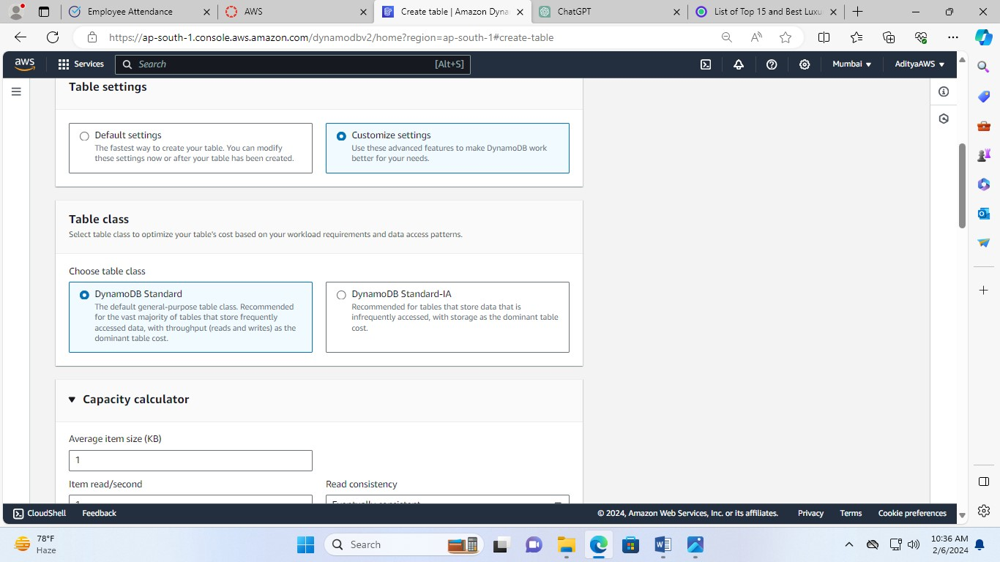 Employee Attendance
AWS
Create table | Amazon Dyna
ChatGPT
List of Top 15 and Best Luxu
https://ap-south-1.console.aws.amazon.com/dynamodbv2/home?region=ap-south-1#create-table
aws
Services
Search
[Alt+S]
Mumbai
AdityaAWS
Table settings
Default settings
The fastest way to create your table. You can modify
these settings now or after your table has been created.
Customize settings
Use these advanced features to make DynamoDB work
better for your needs.
Table class
Select table class to optimize your table's cost based on your workload requirements and data access patterns.
Choose table class
DynamoDB Standard
The default general-purpose table class. Recommended
for the vast majority of tables that store frequently
accessed data, with throughput (reads and writes) as the
dominant table cost.
DynamoDB Standard-IA
Recommended for tables that store data that is
infrequently accessed, with storage as the dominant table
cost.
Capacity calculator
Average item size (KB)
1
Item read/second
Read consistency
1
Eventually consistent
CloudShell
Feedback
© 2024, Amazon Web Services, Inc. or its affiliates.
Privacy
Terms
Cookie preferences
78°F
Haze
Search
10:36 AM
2/6/2024